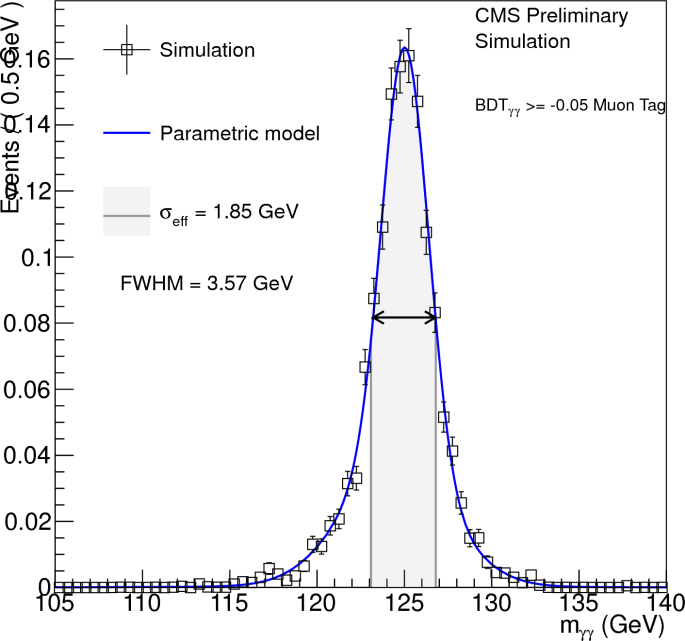 CMS Preliminary
Simulation
BDTγγ >= -0.05 Muon Tag
Simulation
Parametric model
σeff = 1.85 GeV
FWHM = 3.57 GeV
Events / ( 0.5 GeV )
0.16
0.14
0.12
0.1
0.08
0.06
0.04
0.02
0
105 110 115 120 125 130 135 140
mγγ (GeV)